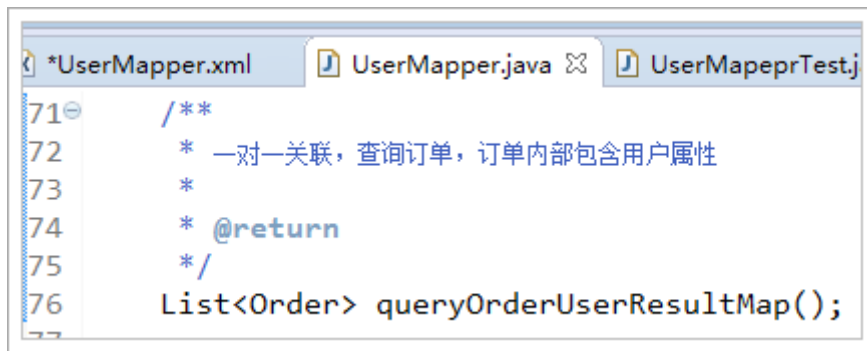 *UserMapper.xml UserMapper.java UserMapeprTest.j
71 /**
72 * 一对一关联，查询订单，订单内部包含用户属性
73 *
74 * @return
75 */
76 List<Order> queryOrderUserResultMap();